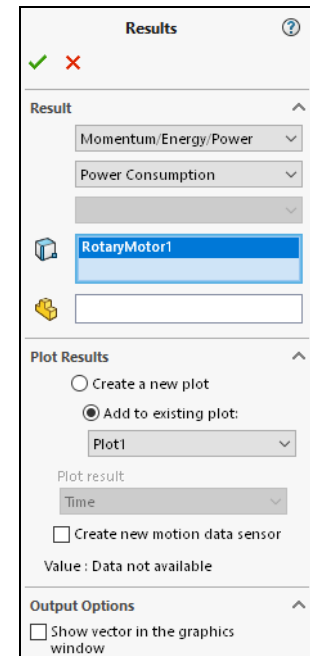 Results
?
Result
Momentum/Energy/Power
Power Consumption
RotaryMotor1
Plot Results
Create a new plot
Add to existing plot:
Plot1
Plot result
Time
Create new motion data sensor
Value : Data not available
Output Options
Show vector in the graphics
window